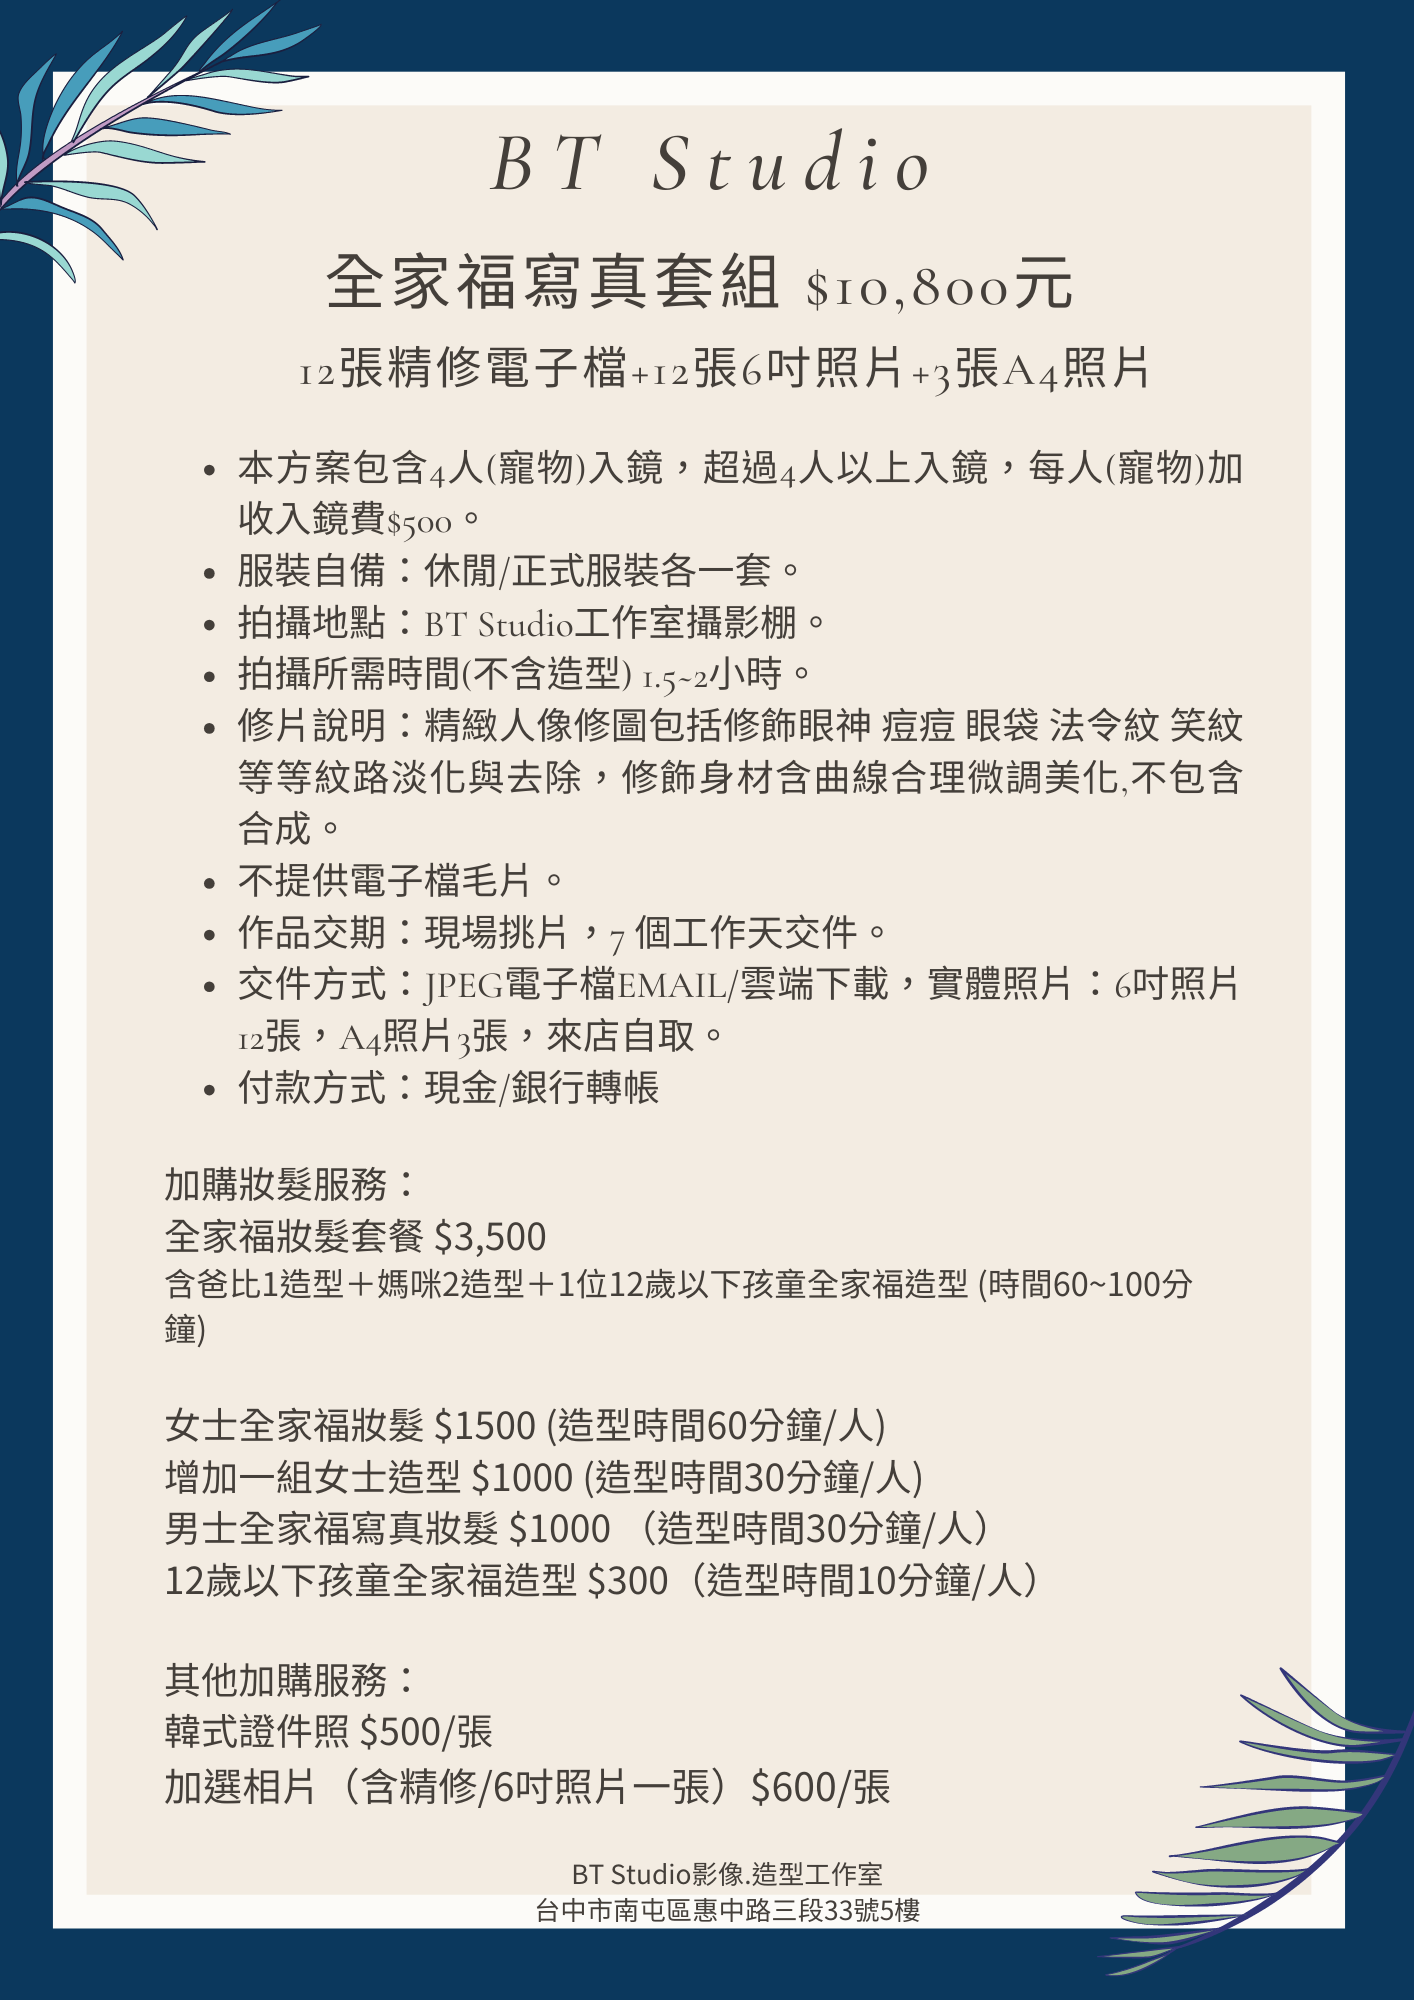 BT Studio
全家福寫真套組 $10,800元
12張精修電子檔+12張6吋照片+3張A4照片
• 本方案包含4人(寵物)入鏡，超過4人以上入鏡，每人(寵物)加
收入鏡費$500。
• 服裝自備：休閒/正式服裝各一套。
• 拍攝地點：BT Studio工作室攝影棚。
• 拍攝所需時間(不含造型) 1.5~2小時。
• 修片說明：精緻人像修圖包括修飾眼神 痘痘 眼袋 法令紋 笑紋
等等紋路淡化與去除，修飾身材含曲線合理微調美化,不包含
合成。
• 不提供電子檔毛片。
• 作品交期：現場挑片，7 個工作天交件。
• 交件方式：JPEG電子檔EMAIL/雲端下載，實體照片：6吋照片
12張，A4照片3張，來店自取。
• 付款方式：現金/銀行轉帳
加購妝髮服務：
全家福妝髮套餐 $3,500
含爸比1造型＋媽咪2造型＋1位12歲以下孩童全家福造型 (時間60~100分
鐘)
女士全家福妝髮 $1500 (造型時間60分鐘/人)
增加一組女士造型 $1000 (造型時間30分鐘/人)
男士全家福寫真妝髮 $1000 （造型時間30分鐘/人）
12歲以下孩童全家福造型 $300（造型時間10分鐘/人）
其他加購服務：
韓式證件照 $500/張
加選相片（含精修/6吋照片一張）$600/張
BT Studio影像.造型工作室
台中市南屯區惠中路三段33號5樓